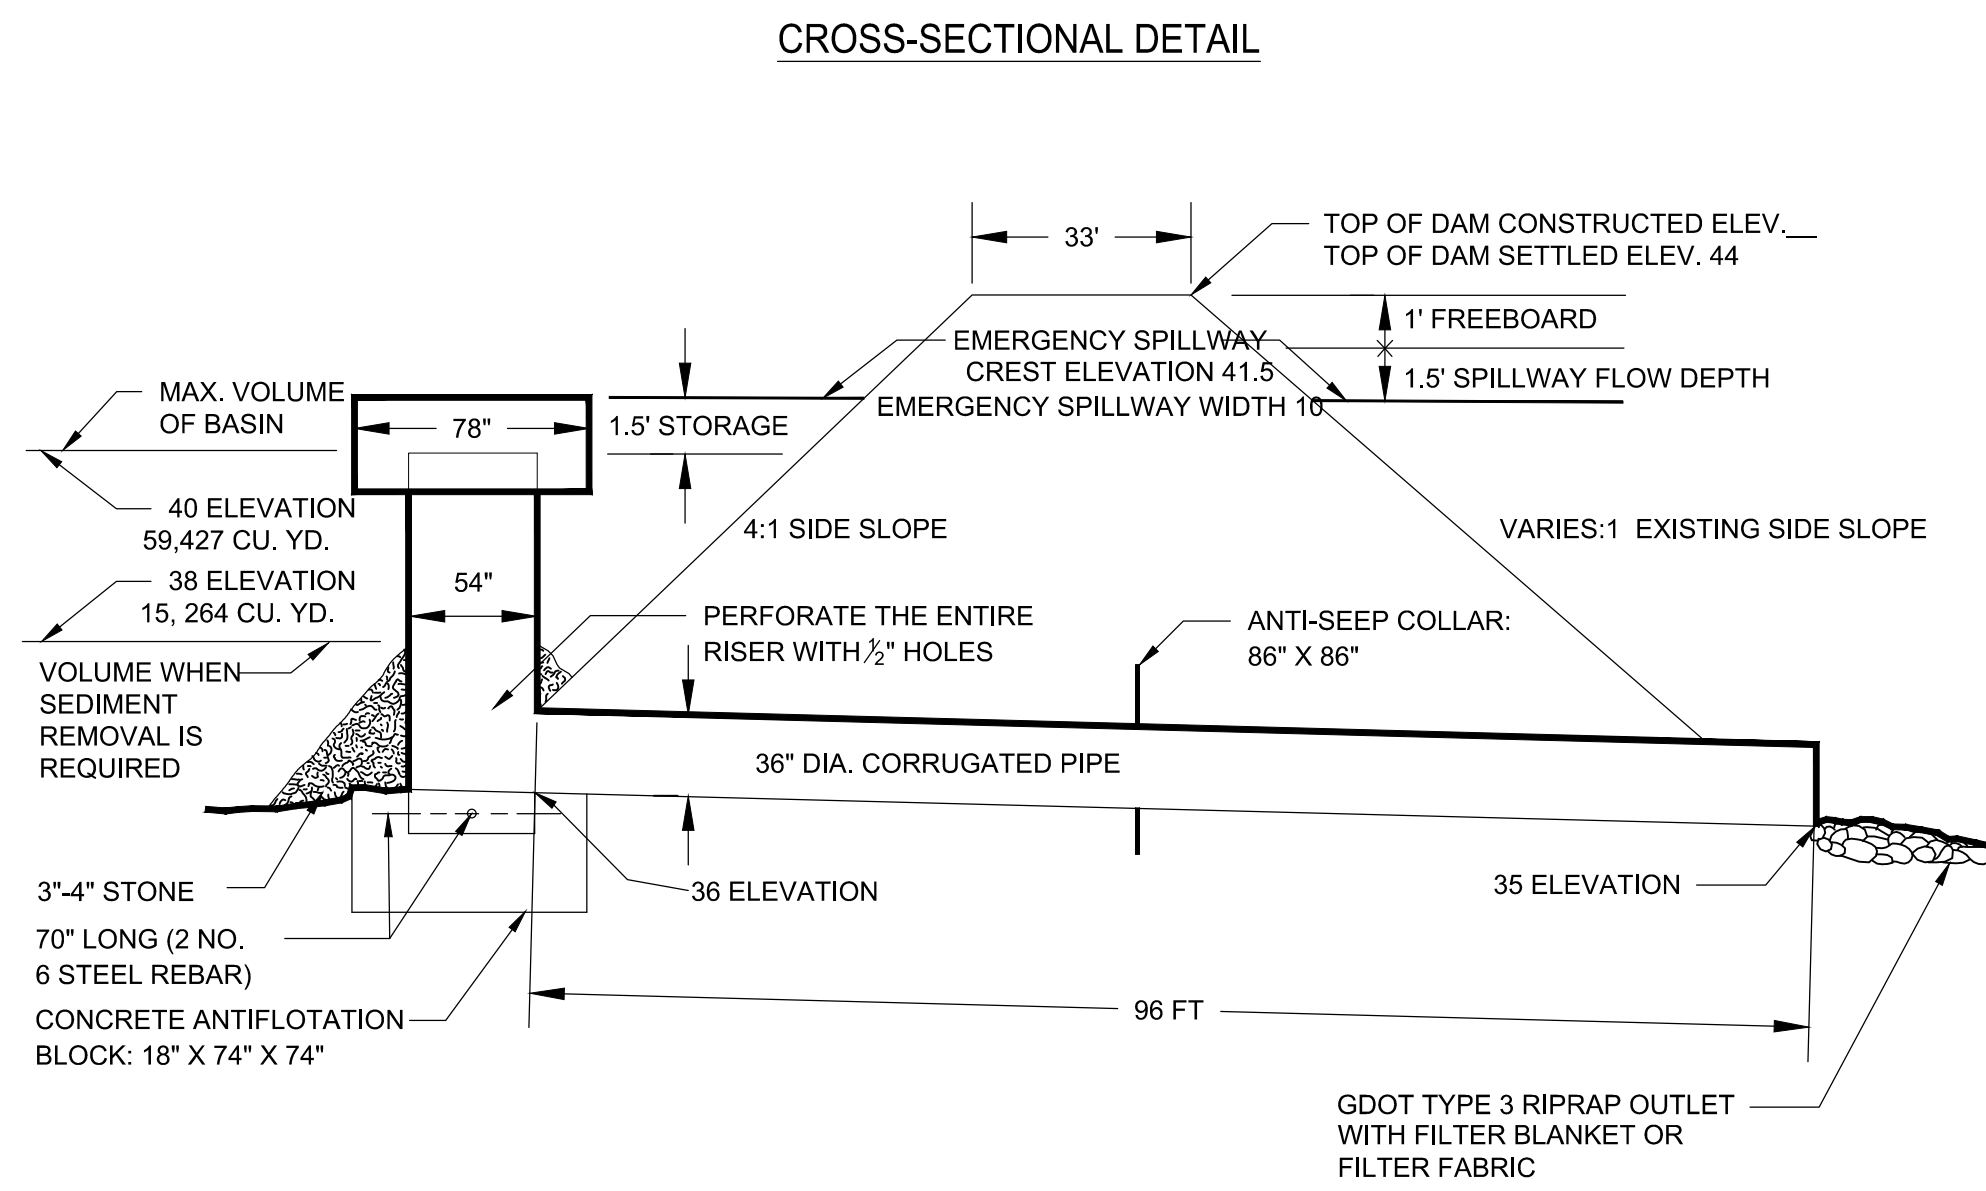 CROSS-SECTIONAL DETAIL
33'
TOP OF DAM CONSTRUCTED ELEV.__
TOP OF DAM SETTLED ELEV. 44
1' FREEBOARD
EMERGENCY SPILLWAY
CREST ELEVATION 41.5
EMERGENCY SPILLWAY WIDTH 10
1.5' SPILLWAY FLOW DEPTH
MAX. VOLUME
OF BASIN
78"
1.5' STORAGE
40 ELEVATION
59,427 CU. YD.
4:1 SIDE SLOPE
VARIES:1 EXISTING SIDE SLOPE
38 ELEVATION
15, 264 CU. YD.
54"
PERFORATE THE ENTIRE
RISER WITH ½" HOLES
ANTI-SEEP COLLAR:
86" X 86"
VOLUME WHEN
SEDIMENT
REMOVAL IS
REQUIRED
36" DIA. CORRUGATED PIPE
3"-4" STONE
36 ELEVATION
35 ELEVATION
70" LONG (2 NO.
6 STEEL REBAR)
CONCRETE ANTIFLOTATION
BLOCK: 18" X 74" X 74"
96 FT
GDOT TYPE 3 RIPRAP OUTLET
WITH FILTER BLANKET OR
FILTER FABRIC